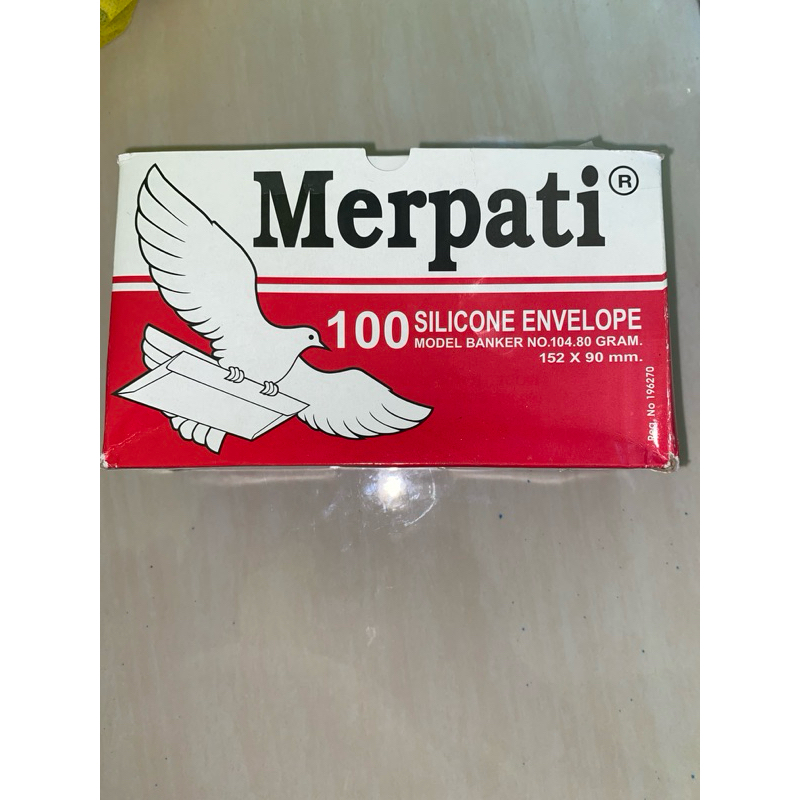 Merpati®
100 SILICONE ENVELOPE
MODEL BANKER NO.104.80 GRAM.
152 X 90 mm.
Reg. No 196270